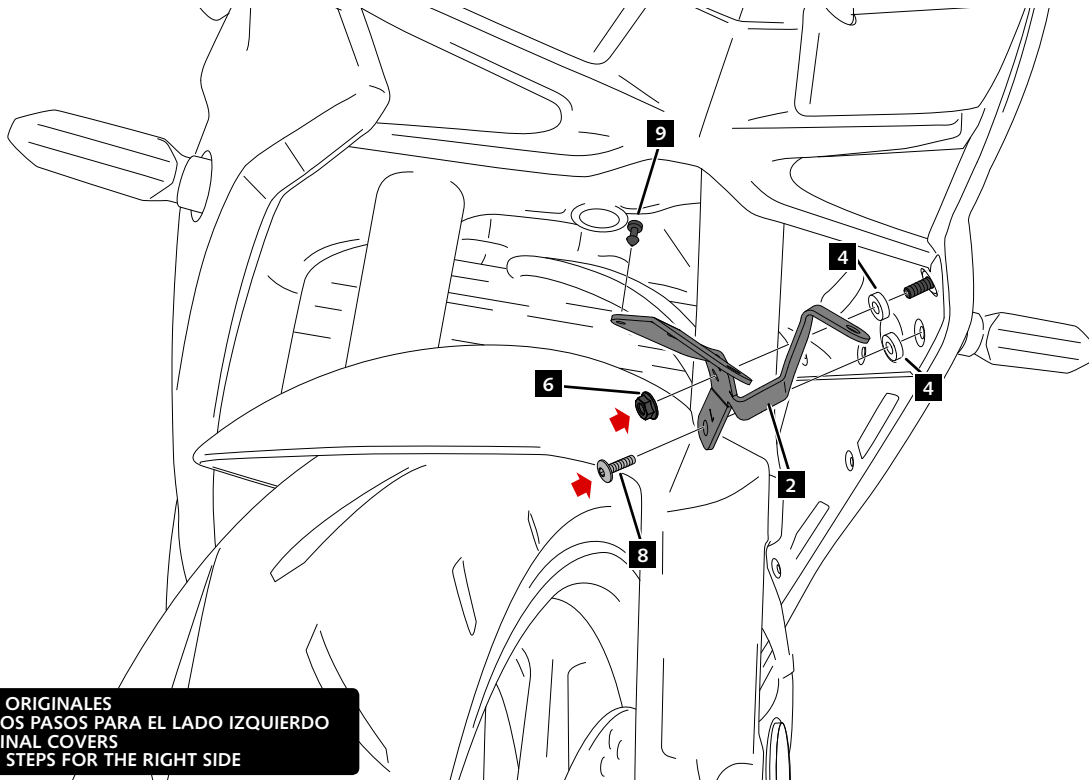 9
4
6
4
2
8
ORIGINALES
OS PASOS PARA EL LADO IZQUIERDO
INAL COVERS
STEPS FOR THE RIGHT SIDE